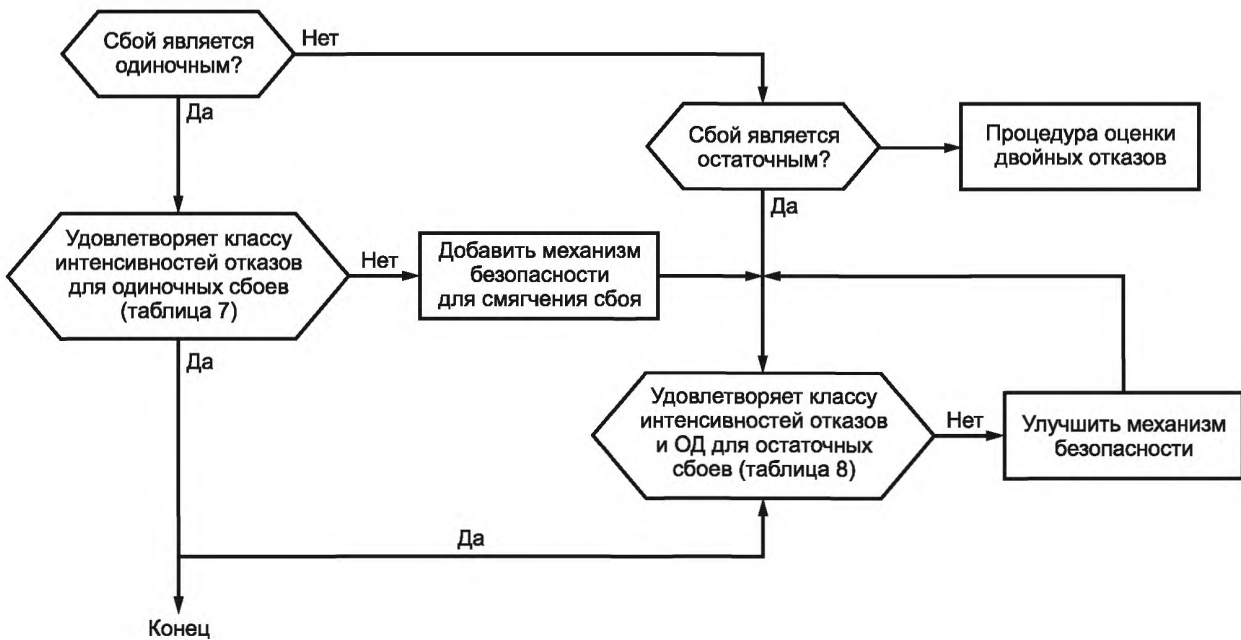 Сбой является
одиночным?
Нет
Да
Сбой является
остаточным?
Процедура оценки
двойных отказов
Да
Удовлетворяет классу
интенсивностей отказов
для одиночных сбоев
(таблица 7)
Нет
Добавить механизм
безопасности
для смягчения сбоя
Да
Удовлетворяет классу
интенсивностей отказов
и ОД для остаточных
сбоев (таблица 8)
Нет
Улучшить механизм
безопасности
Да
Конец